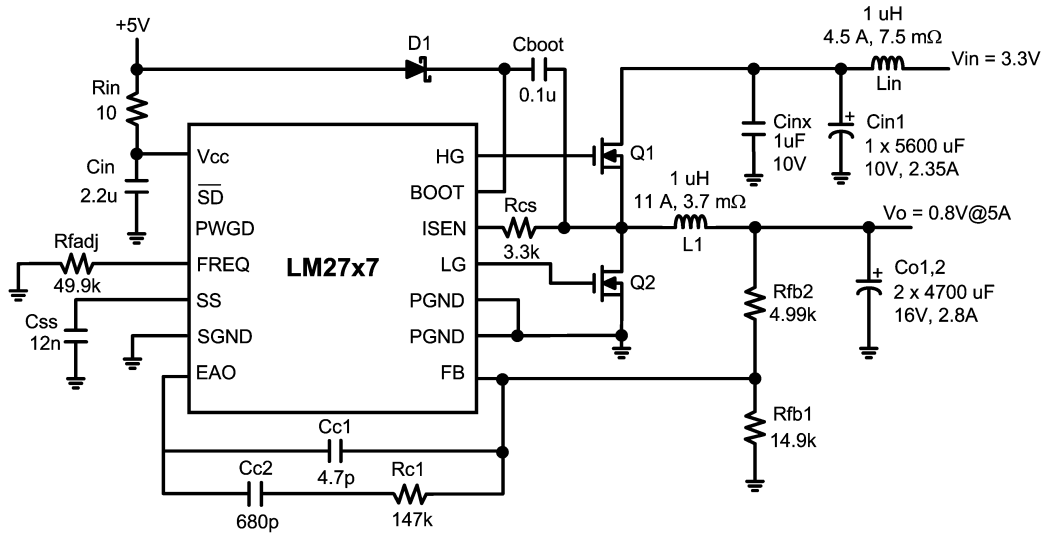 +5V
D1
Cboot
0.1u
1 uH
4.5 A, 7.5 mΩ
Lin
Vin = 3.3V
Rin
10
Cinx
1uF
10V
+
Cin1
1 x 5600 uF
10V, 2.35A
Cin
2.2u
Vcc
SD
PWGD
FREQ
SS
SGND
EAO
LM27x7
HG
BOOT
ISEN
LG
PGND
PGND
FB
Q1
Rcs
3.3k
1 uH
11 A, 3.7 mΩ
L1
Vo = 0.8V@5A
Rfadj
49.9k
Q2
Rfb2
4.99k
+
Co1,2
2 x 4700 uF
16V, 2.8A
Css
12n
Rfb1
14.9k
Cc1
4.7p
Cc2
680p
Rc1
147k